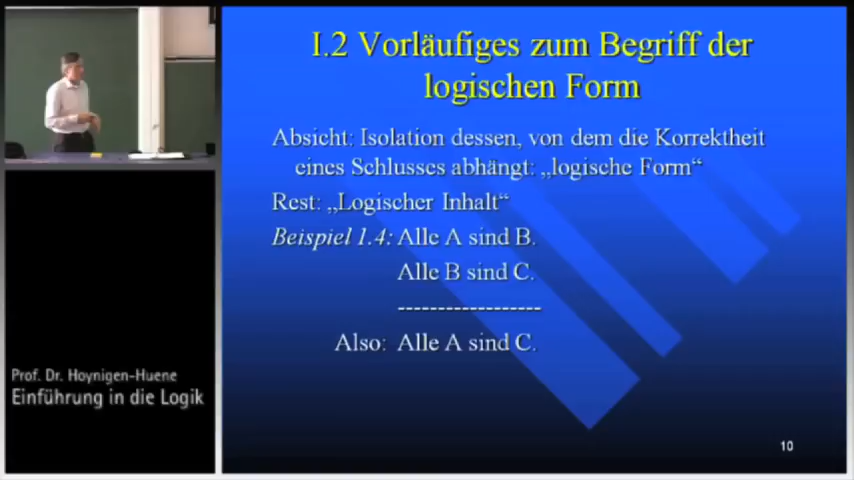 I.2 Vorläufiges zum Begriff der
logischen Form
Absicht: Isolation dessen, von dem die Korrektheit
eines Schlusses abhängt: „logische Form“
Rest: „Logischer Inhalt“
Beispiel 1.4: Alle A sind B.
Alle B sind C.
------------------
Also: Alle A sind C.
Prof. Dr. Hoynigen-Huene
Einführung in die Logik
10